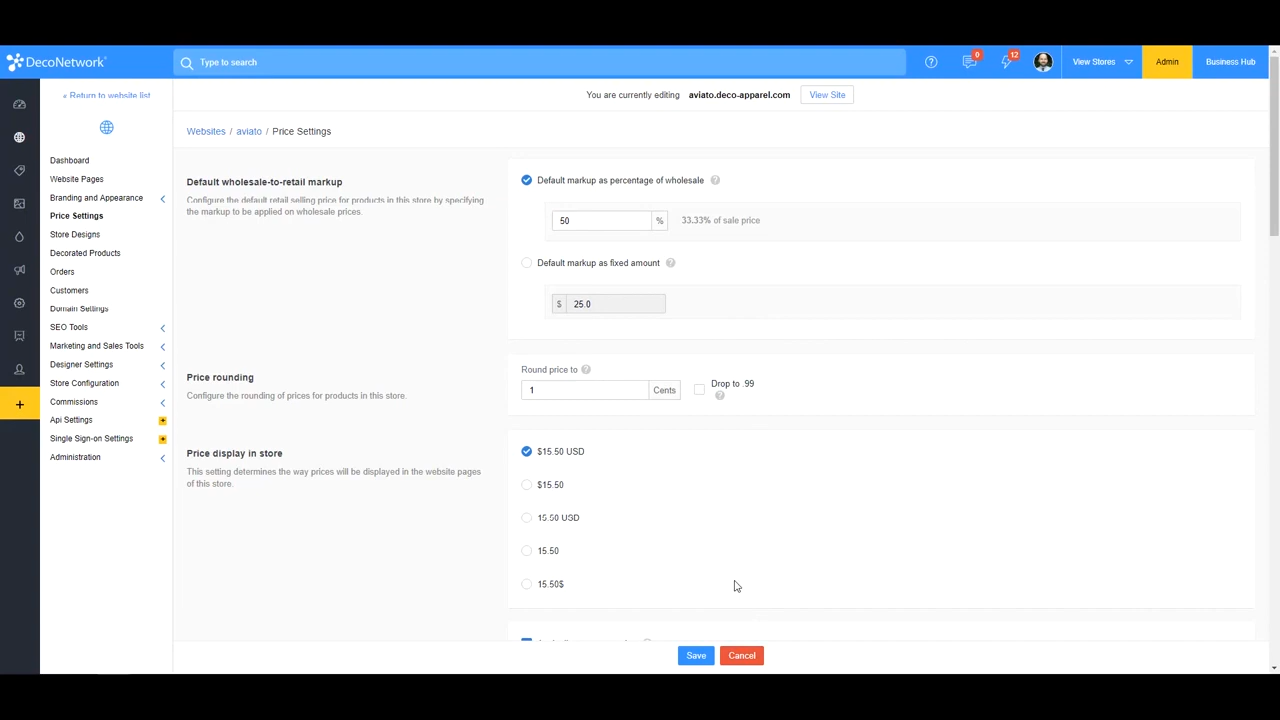 DecoNetwork
Type to search
0
12
View Stores
Admin
Business Hub
« Return to website list
You are currently editing aviato.deco-apparel.com View Site
Websites / aviato / Price Settings
Dashboard
Website Pages
Branding and Appearance
Price Settings
Store Designs
Decorated Products
Orders
Customers
Domain Settings
SEO Tools
Marketing and Sales Tools
Designer Settings
Store Configuration
Commissions
Api Settings
Single Sign-on Settings
Administration
Default wholesale-to-retail markup
Configure the default retail selling price for products in this store by specifying
the markup to be applied on wholesale prices.
Default markup as percentage of wholesale ?
50 % 33.33% of sale price
Default markup as fixed amount ?
$ 25.0
Price rounding
Configure the rounding of prices for products in this store.
Round price to ?
1 Cents
Drop to .99
?
Price display in store
This setting determines the way prices will be displayed in the website pages
of this store.
$15.50 USD
$15.50
15.50 USD
15.50
15.50$
Save
Cancel